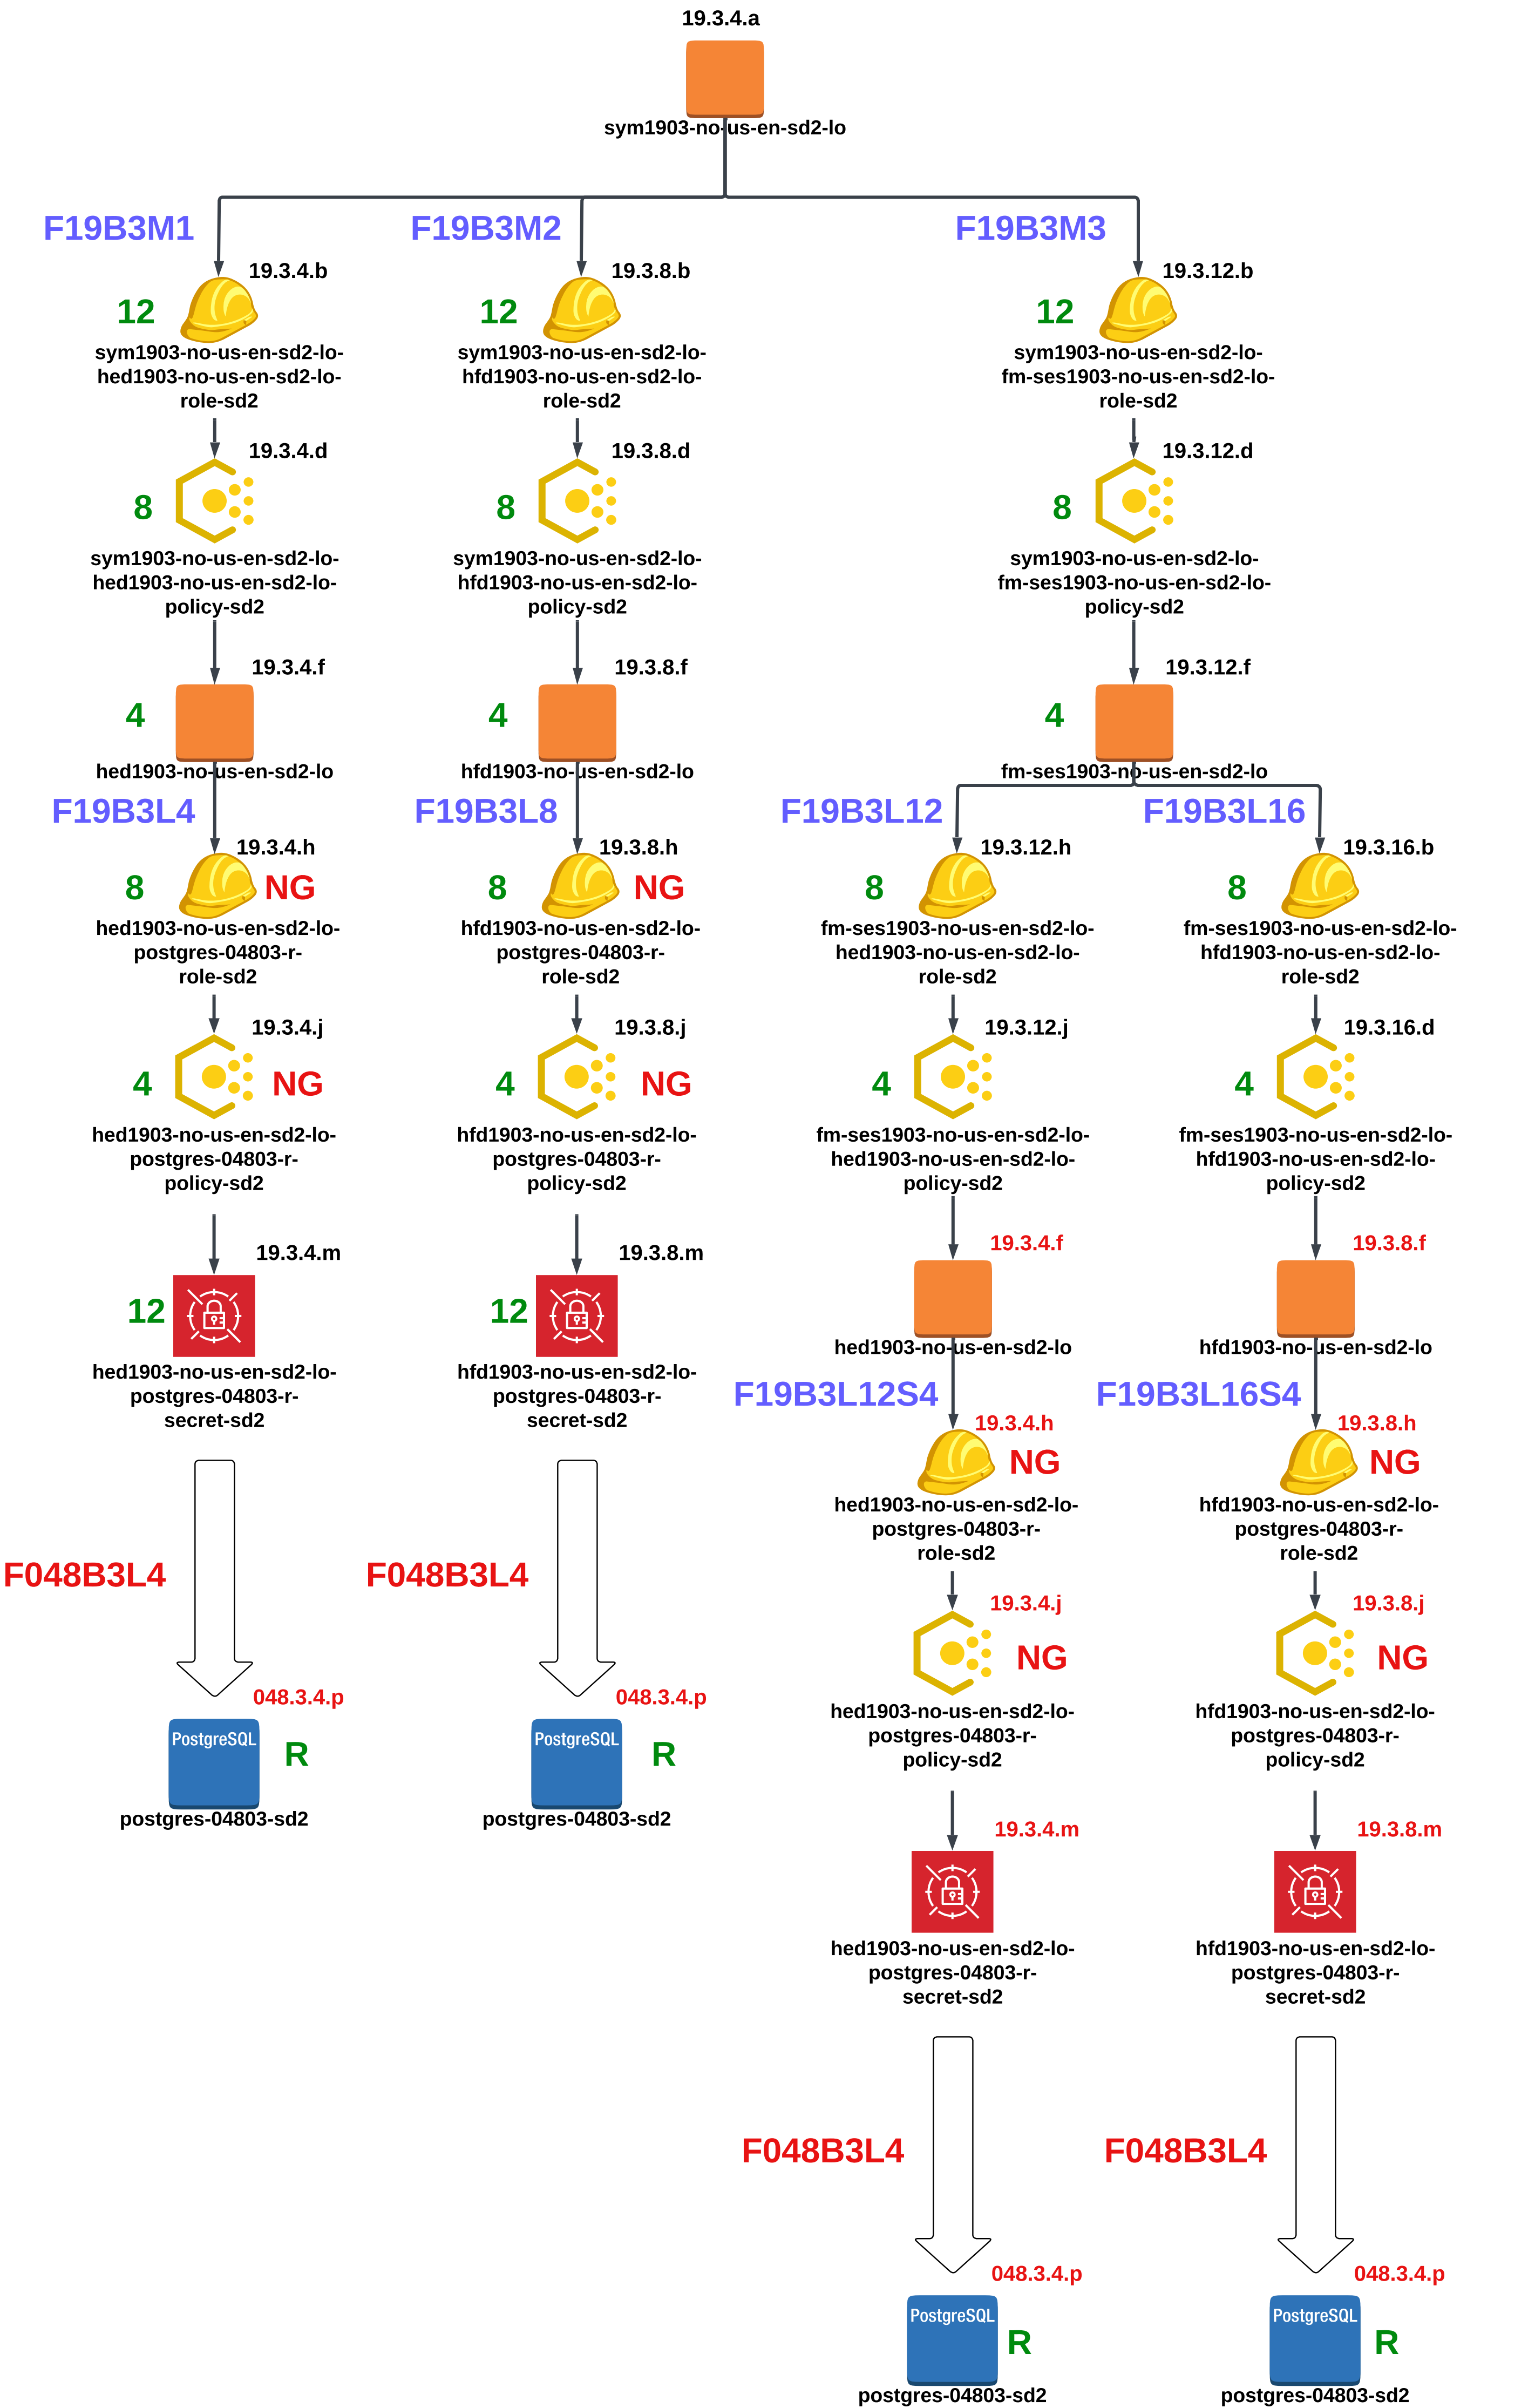 19.3.4.a
sym1903-no-us-en-sd2-lo
F19B3M1
19.3.4.b
12
sym1903-no-us-en-sd2-lo-
hed1903-no-us-en-sd2-lo-
role-sd2
19.3.4.d
8
sym1903-no-us-en-sd2-lo-
hed1903-no-us-en-sd2-lo-
policy-sd2
19.3.4.f
4
hed1903-no-us-en-sd2-lo
F19B3L4
19.3.4.h
8
NG
hed1903-no-us-en-sd2-lo-
postgres-04803-r-
role-sd2
19.3.4.j
4
NG
hed1903-no-us-en-sd2-lo-
postgres-04803-r-
policy-sd2
19.3.4.m
12
hed1903-no-us-en-sd2-lo-
postgres-04803-r-
secret-sd2
F048B3L4
048.3.4.p
PostgreSQL
R
postgres-04803-sd2
F19B3M2
19.3.8.b
12
sym1903-no-us-en-sd2-lo-
hfd1903-no-us-en-sd2-lo-
role-sd2
19.3.8.d
8
sym1903-no-us-en-sd2-lo-
hfd1903-no-us-en-sd2-lo-
policy-sd2
19.3.8.f
4
hfd1903-no-us-en-sd2-lo
F19B3L8
19.3.8.h
8
NG
hfd1903-no-us-en-sd2-lo-
postgres-04803-r-
role-sd2
19.3.8.j
4
NG
hfd1903-no-us-en-sd2-lo-
postgres-04803-r-
policy-sd2
19.3.8.m
12
hfd1903-no-us-en-sd2-lo-
postgres-04803-r-
secret-sd2
F048B3L4
048.3.4.p
PostgreSQL
R
postgres-04803-sd2
F19B3M3
19.3.12.b
12
sym1903-no-us-en-sd2-lo-
fm-ses1903-no-us-en-sd2-lo-
role-sd2
19.3.12.d
8
sym1903-no-us-en-sd2-lo-
fm-ses1903-no-us-en-sd2-lo-
policy-sd2
19.3.12.f
4
fm-ses1903-no-us-en-sd2-lo
F19B3L12
19.3.12.h
8
fm-ses1903-no-us-en-sd2-lo-
hed1903-no-us-en-sd2-lo-
role-sd2
19.3.12.j
4
fm-ses1903-no-us-en-sd2-lo-
hed1903-no-us-en-sd2-lo-
policy-sd2
19.3.4.f
hed1903-no-us-en-sd2-lo
F19B3L12S4
19.3.4.h
NG
hed1903-no-us-en-sd2-lo-
postgres-04803-r-
role-sd2
19.3.4.j
NG
hed1903-no-us-en-sd2-lo-
postgres-04803-r-
policy-sd2
19.3.4.m
hed1903-no-us-en-sd2-lo-
postgres-04803-r-
secret-sd2
F048B3L4
048.3.4.p
PostgreSQL
R
postgres-04803-sd2
F19B3L16
19.3.16.b
8
fm-ses1903-no-us-en-sd2-lo-
hfd1903-no-us-en-sd2-lo-
role-sd2
19.3.16.d
4
fm-ses1903-no-us-en-sd2-lo-
hfd1903-no-us-en-sd2-lo-
policy-sd2
19.3.8.f
hfd1903-no-us-en-sd2-lo
F19B3L16S4
19.3.8.h
NG
hfd1903-no-us-en-sd2-lo-
postgres-04803-r-
role-sd2
19.3.8.j
NG
hfd1903-no-us-en-sd2-lo-
postgres-04803-r-
policy-sd2
19.3.8.m
hfd1903-no-us-en-sd2-lo-
postgres-04803-r-
secret-sd2
F048B3L4
048.3.4.p
PostgreSQL
R
postgres-04803-sd2